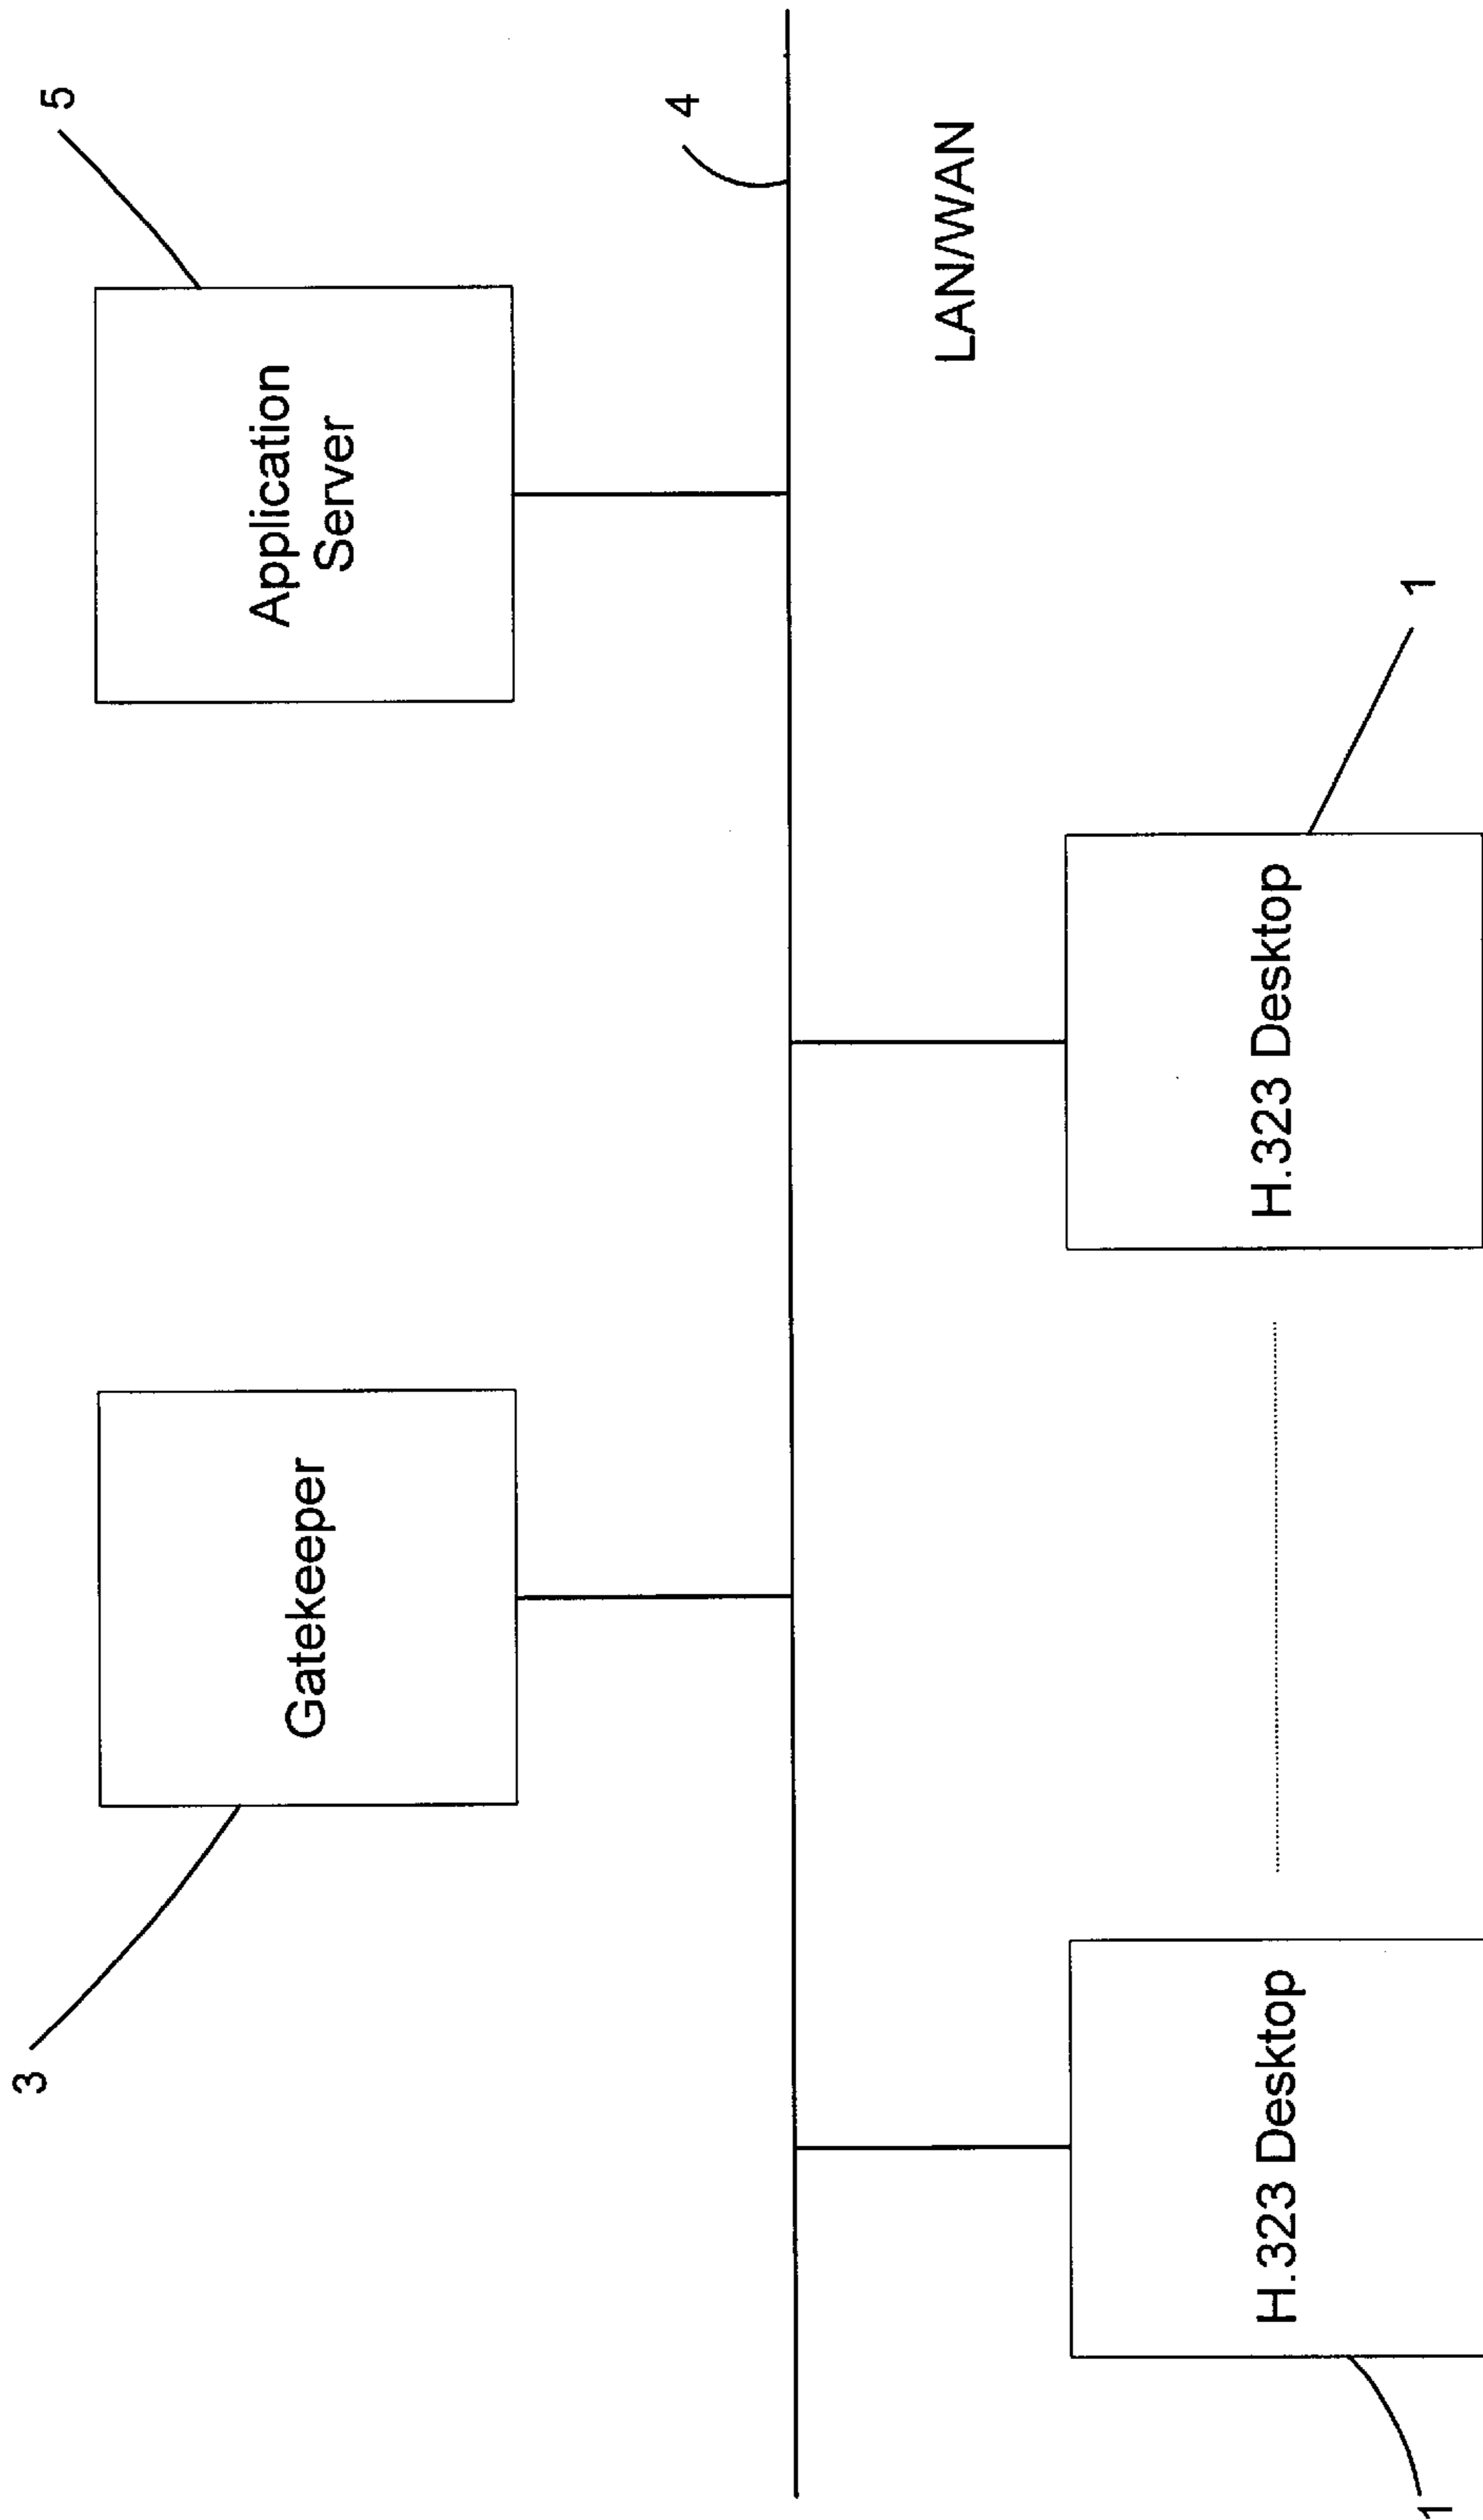 3
Gatekeeper
5
Application
Server
4
LAN/WAN
1
H.323 Desktop
H.323 Desktop
1